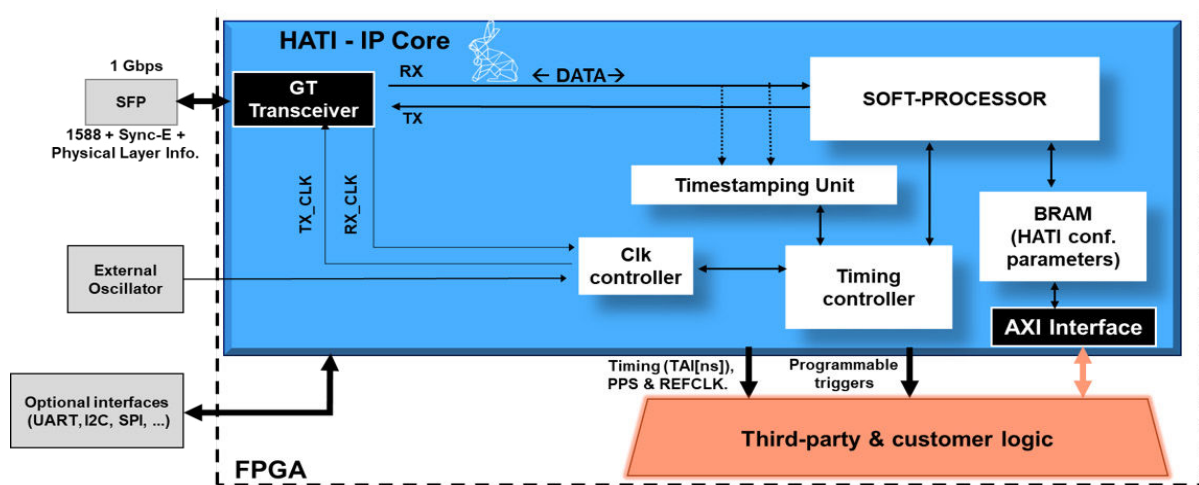 HATI - IP Core
1 Gbps
SFP
1588 + Sync-E +
Physical Layer Info.
GT
Transceiver
RX
← DATA→
TX
SOFT-PROCESSOR
TX_CLK
RX_CLK
Timestamping Unit
BRAM
(HATI conf.
parameters)
External
Oscillator
Clk
controller
Timing
controller
AXI Interface
Timing (TAI[ns]),
PPS & REFCLK.
Programmable
triggers
Optional interfaces
(UART, I2C, SPI, ...)
Third-party & customer logic
FPGA